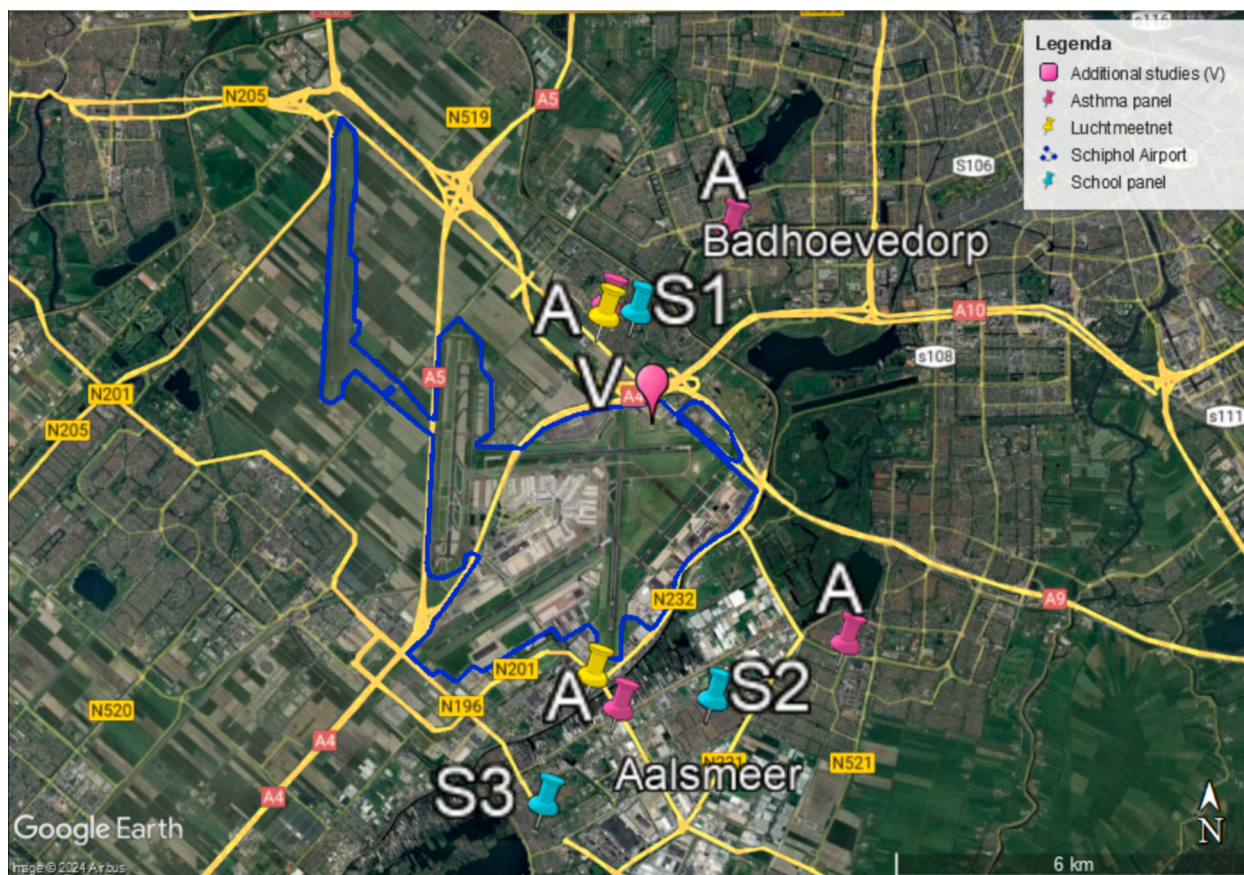 s116
Legenda
Additional studies (V)
Asthma panel
Luchtmeetnet
Schiphol Airport
School panel
N205
A5
N519
S106
A
Badhoevedorp
A
S1
A10
s108
V
A4
A5
N201
N205
s111
N232
A
A9
N201
A
S2
N196
N520
A4
N231
N521
Aalsmeer
S3
A4
Google Earth
N
Image © 2024 Airbus
6 km